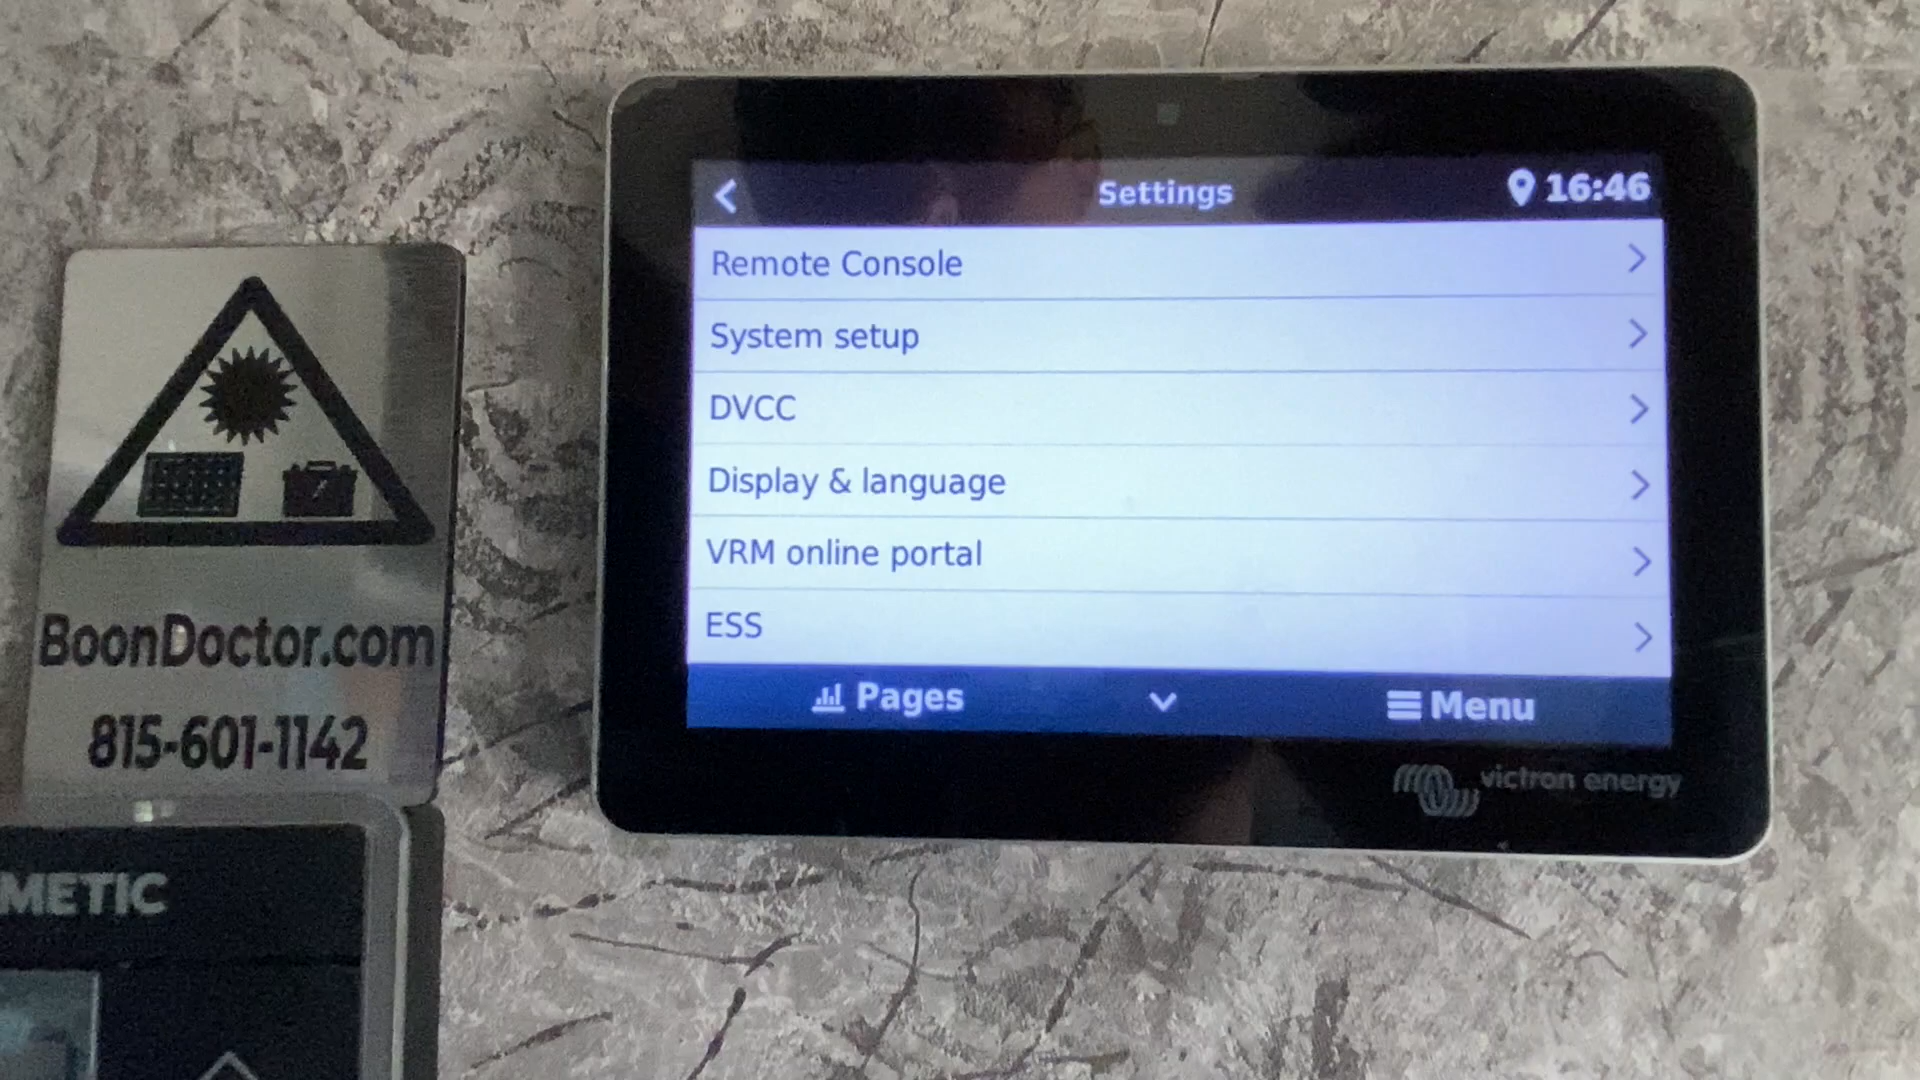 Settings
16:46
Remote Console
System setup
DVCC
Display & language
VRM online portal
ESS
Pages
Menu
victron energy
BoonDoctor.com
815-601-1142
METIC